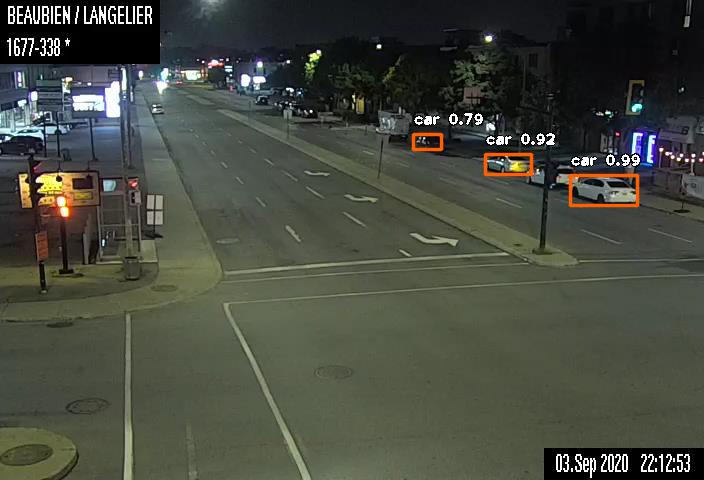 BEAUBIEN / LANGELIER
1677-338 *
car 0.79
car 0.92
car 0.99
03.Sep 2020 22:12:53